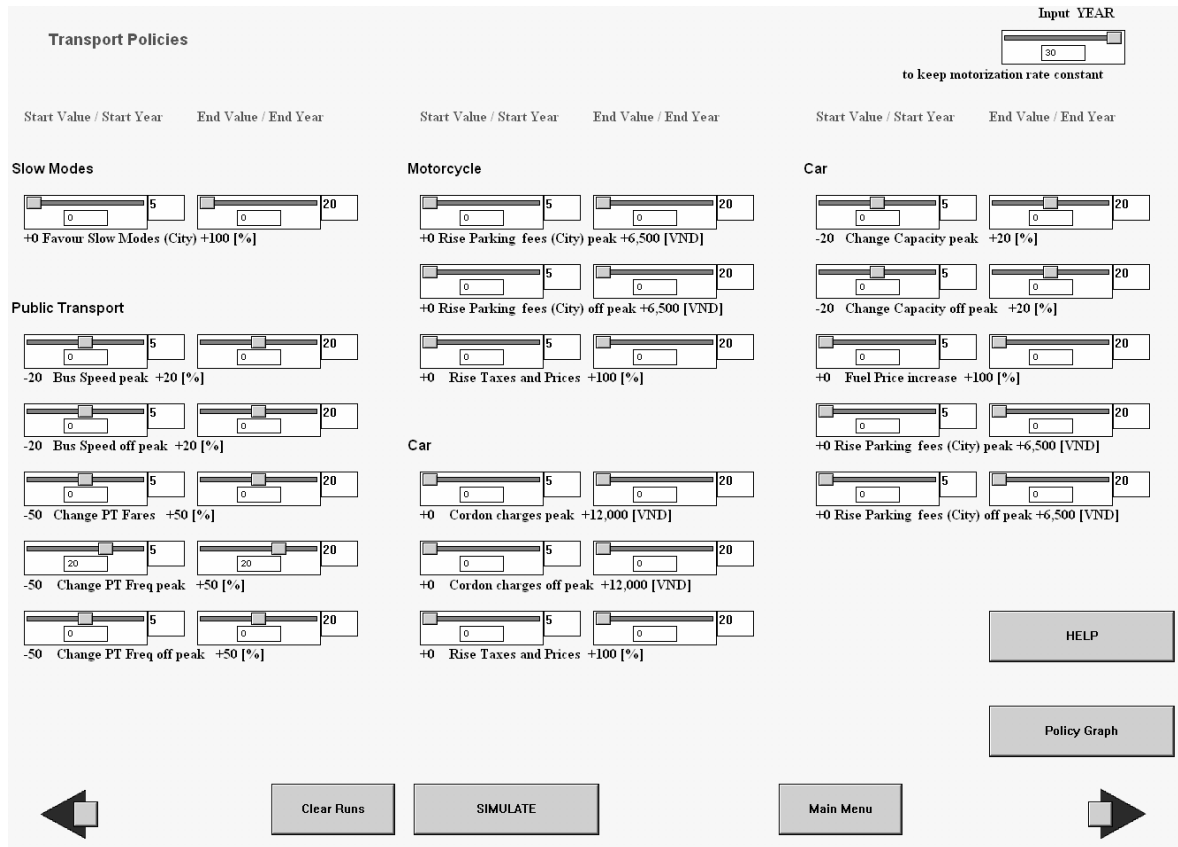 Input YEAR
Transport Policies
30
to keep motorization rate constant
Start Value / Start Year End Value / End Year Start Value / Start Year End Value / End Year Start Value / Start Year End Value / End Year
Slow Modes
0 5 0 20
+0 Favour Slow Modes (City) +100 [%]
Public Transport
0 5 0 20
-20 Bus Speed peak +20 [%]
0 5 0 20
-20 Bus Speed off peak +20 [%]
0 5 0 20
-50 Change PT Fares +50 [%]
20 5 20 20
-50 Change PT Freq peak +50 [%]
0 5 0 20
-50 Change PT Freq off peak +50 [%]
Motorcycle
0 5 0 20
+0 Rise Parking fees (City) peak +6,500 [VND]
0 5 0 20
+0 Rise Parking fees (City) off peak +6,500 [VND]
0 5 0 20
+0 Rise Taxes and Prices +100 [%]
Car
0 5 0 20
+0 Cordon charges peak +12,000 [VND]
0 5 0 20
+0 Cordon charges off peak +12,000 [VND]
0 5 0 20
+0 Rise Taxes and Prices +100 [%]
Car
0 5 0 20
-20 Change Capacity peak +20 [%]
0 5 0 20
-20 Change Capacity off peak +20 [%]
0 5 0 20
+0 Fuel Price increase +100 [%]
0 5 0 20
+0 Rise Parking fees (City) peak +6,500 [VND]
0 5 0 20
+0 Rise Parking fees (City) off peak +6,500 [VND]
HELP
Policy Graph
Clear Runs SIMULATE Main Menu